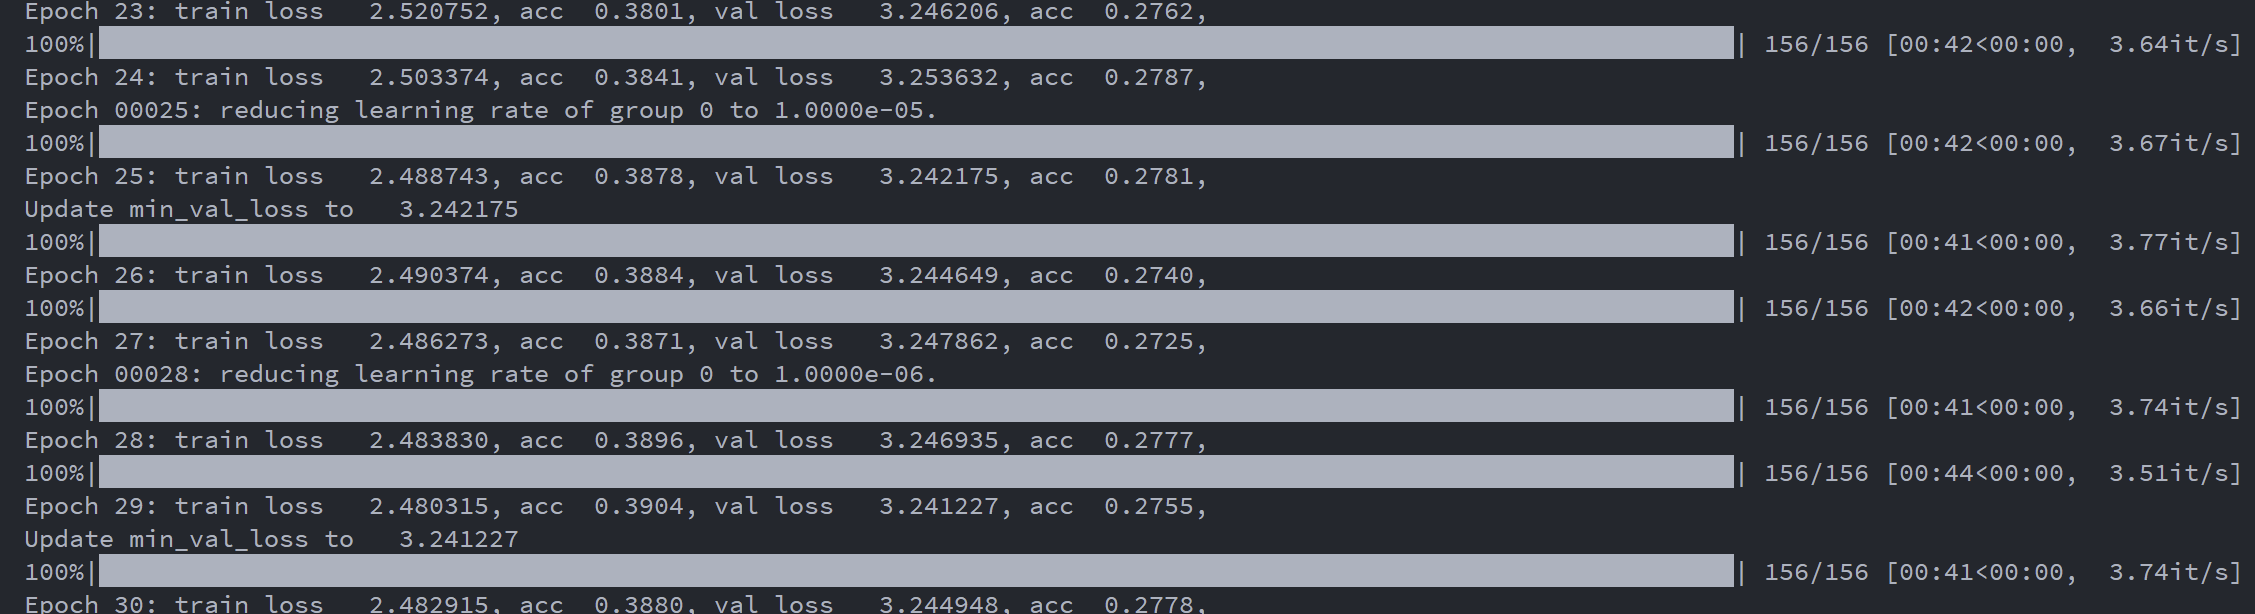 Epoch 23: train loss   2.520752, acc  0.3801, val loss   3.246206, acc  0.2762,
100%|██████████| 156/156 [00:42<00:00,  3.64it/s]
Epoch 24: train loss   2.503374, acc  0.3841, val loss   3.253632, acc  0.2787,
Epoch 00025: reducing learning rate of group 0 to 1.0000e-05.
100%|██████████| 156/156 [00:42<00:00,  3.67it/s]
Epoch 25: train loss   2.488743, acc  0.3878, val loss   3.242175, acc  0.2781,
Update min_val_loss to   3.242175
100%|██████████| 156/156 [00:41<00:00,  3.77it/s]
Epoch 26: train loss   2.490374, acc  0.3884, val loss   3.244649, acc  0.2740,
100%|██████████| 156/156 [00:42<00:00,  3.66it/s]
Epoch 27: train loss   2.486273, acc  0.3871, val loss   3.247862, acc  0.2725,
Epoch 00028: reducing learning rate of group 0 to 1.0000e-06.
100%|██████████| 156/156 [00:41<00:00,  3.74it/s]
Epoch 28: train loss   2.483830, acc  0.3896, val loss   3.246935, acc  0.2777,
100%|██████████| 156/156 [00:44<00:00,  3.51it/s]
Epoch 29: train loss   2.480315, acc  0.3904, val loss   3.241227, acc  0.2755,
Update min_val_loss to   3.241227
100%|██████████| 156/156 [00:41<00:00,  3.74it/s]
Epoch 30: train loss   2.482915, acc  0.3880, val loss   3.244948, acc  0.2778,